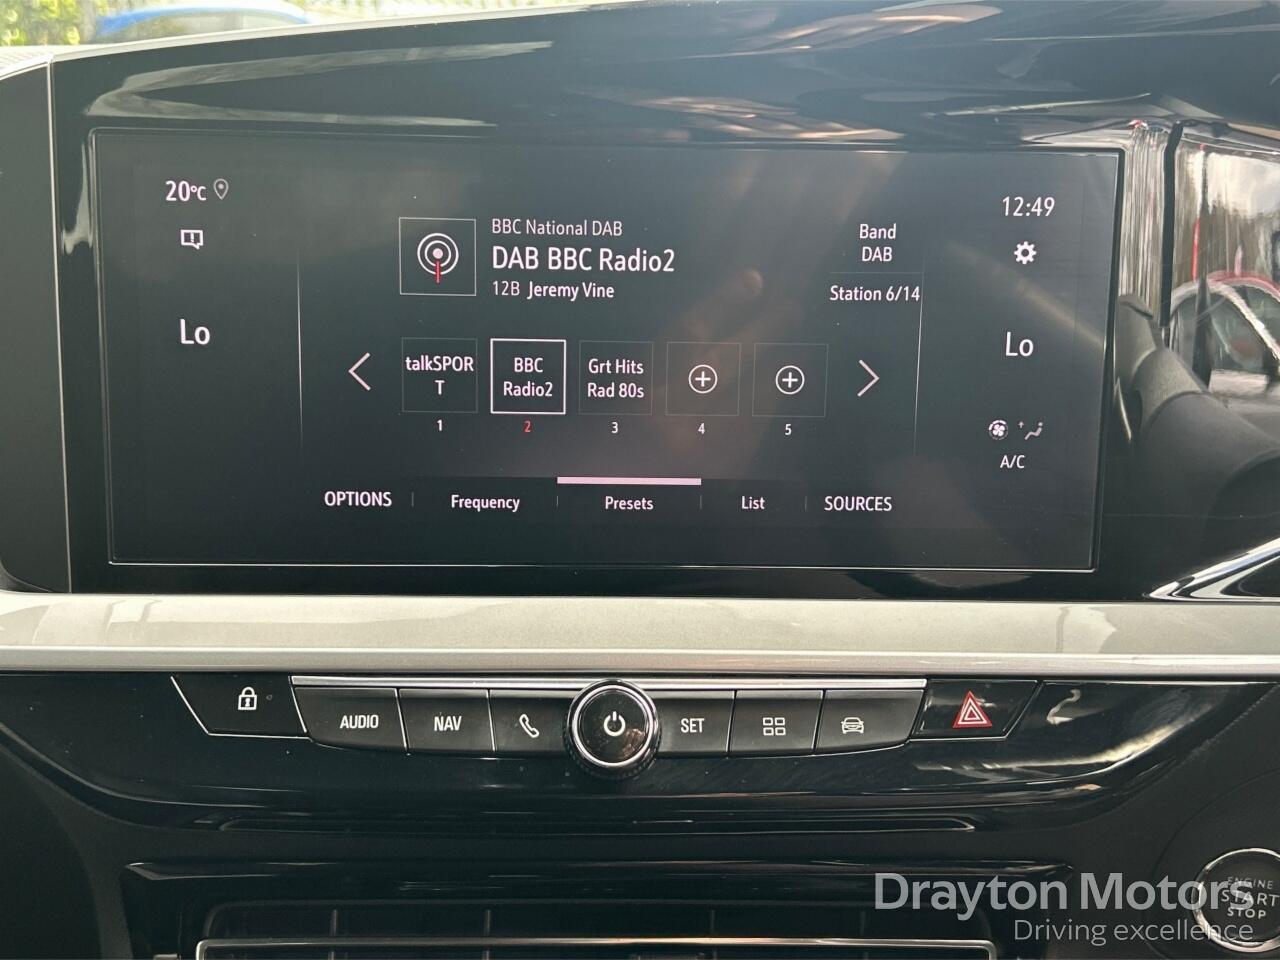 20°C
12:49
BBC National DAB
DAB BBC Radio2
12B Jeremy Vine
Band
DAB
Station 6/14
Lo
Lo
talkSPOR
T
BBC
Radio2
Grt Hits
Rad 80s
1
2
3
4
5
A/C
OPTIONS
Frequency
Presets
List
SOURCES
AUDIO
NAV
SET
Drayton Motors
Driving excellence
ENGINE
START
STOP